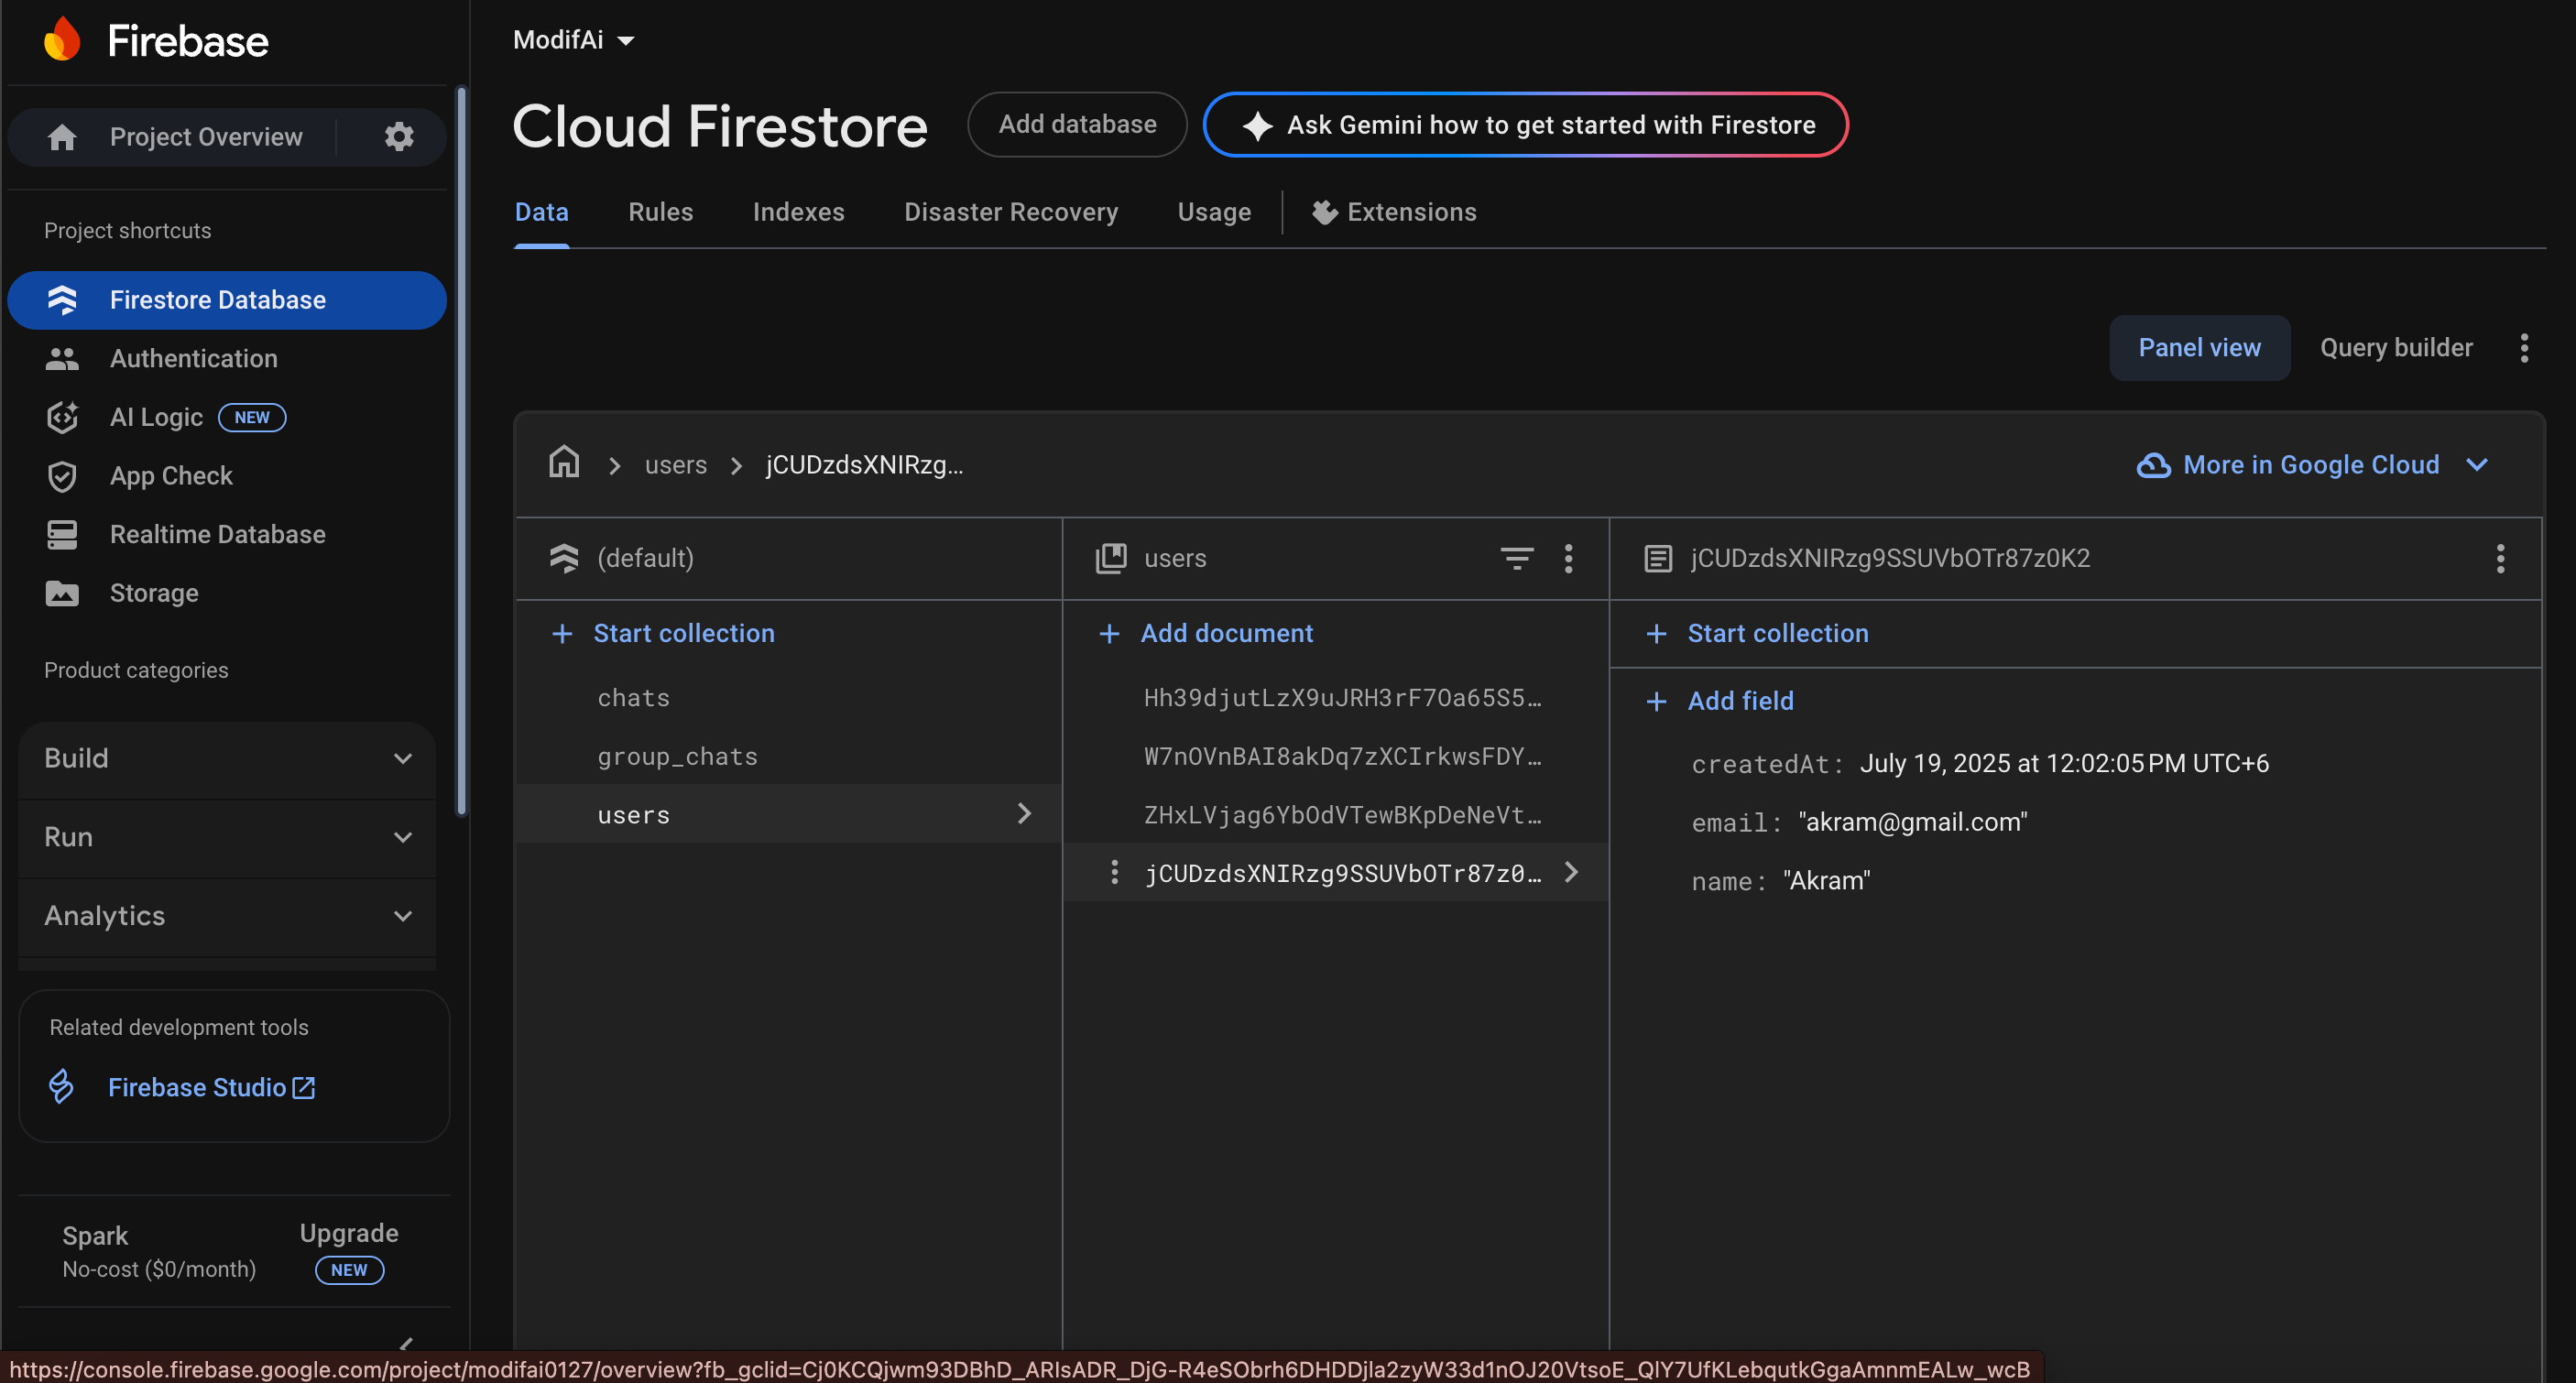 Firebase
Project Overview
Project shortcuts
Firestore Database
Authentication
AI Logic NEW
App Check
Realtime Database
Storage
Product categories
Build
Run
Analytics
Related development tools
Firebase Studio
Spark
No-cost ($0/month)
Upgrade
NEW
ModifAi
Cloud Firestore
Add database
Ask Gemini how to get started with Firestore
Data Rules Indexes Disaster Recovery Usage Extensions
Panel view Query builder
users jCUDzdsXNIRzg…
More in Google Cloud
(default)
Start collection
chats
group_chats
users
users
Add document
Hh39djutLzX9uJRH3rF7Oa65S5…
W7nOVnBAI8akDq7zXCIrkwsFDY…
ZHxLVjag6YbOdVTewBKpDeNeVt…
jCUDzdsXNIRzg9SSUVbOTr87z0…
jCUDzdsXNIRzg9SSUVbOTr87z0K2
Start collection
Add field
createdAt: July 19, 2025 at 12:02:05 PM UTC+6
email: "akram@gmail.com"
name: "Akram"
https://console.firebase.google.com/project/modifai0127/overview?fb_gclid=Cj0KCQjwm93DBhD_ARIsADR_DjG-R4eSObrh6DHDDjla2zyW33d1nOJ20VtsoE_QlY7UfKLebqutkGgaAmnmEALw_wcB